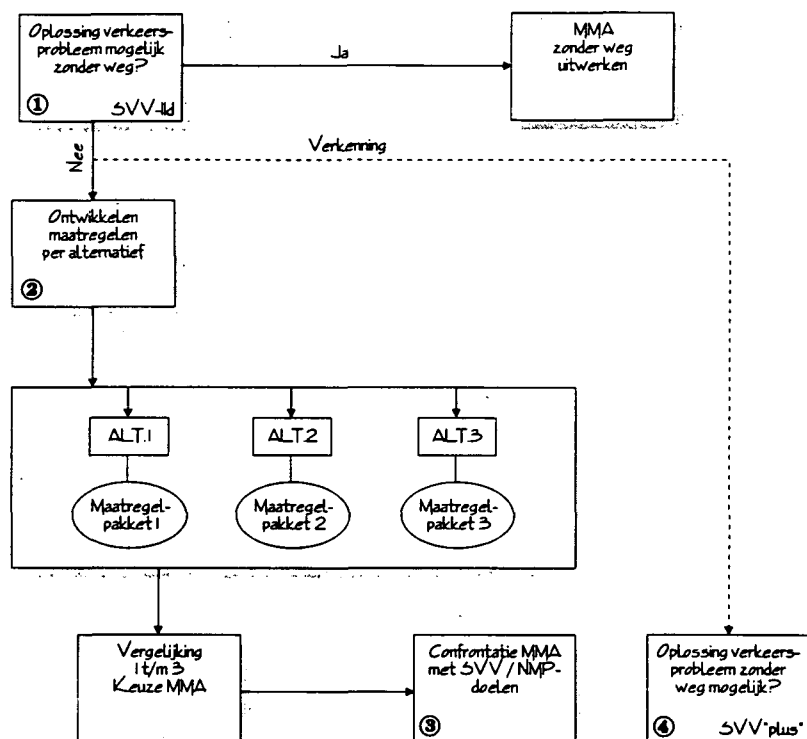 Oplossing verkeers-
probleem mogelijk
zonder weg?
① SVV-IId
Ja
MMA
zonder weg
uitwerken
Nee
Verkenning
Ontwikkelen
maatregelen
per alternatief
②
ALT.1
ALT.2
ALT.3
Maatregel-
pakket 1
Maatregel-
pakket 2
Maatregel-
pakket 3
Vergelijking
1 t/m 3
Keuze MMA
Confrontatie MMA
met SVV / NMP-
doelen
③
Oplossing verkeers-
probleem zonder
weg mogelijk?
④ SVV "plus"